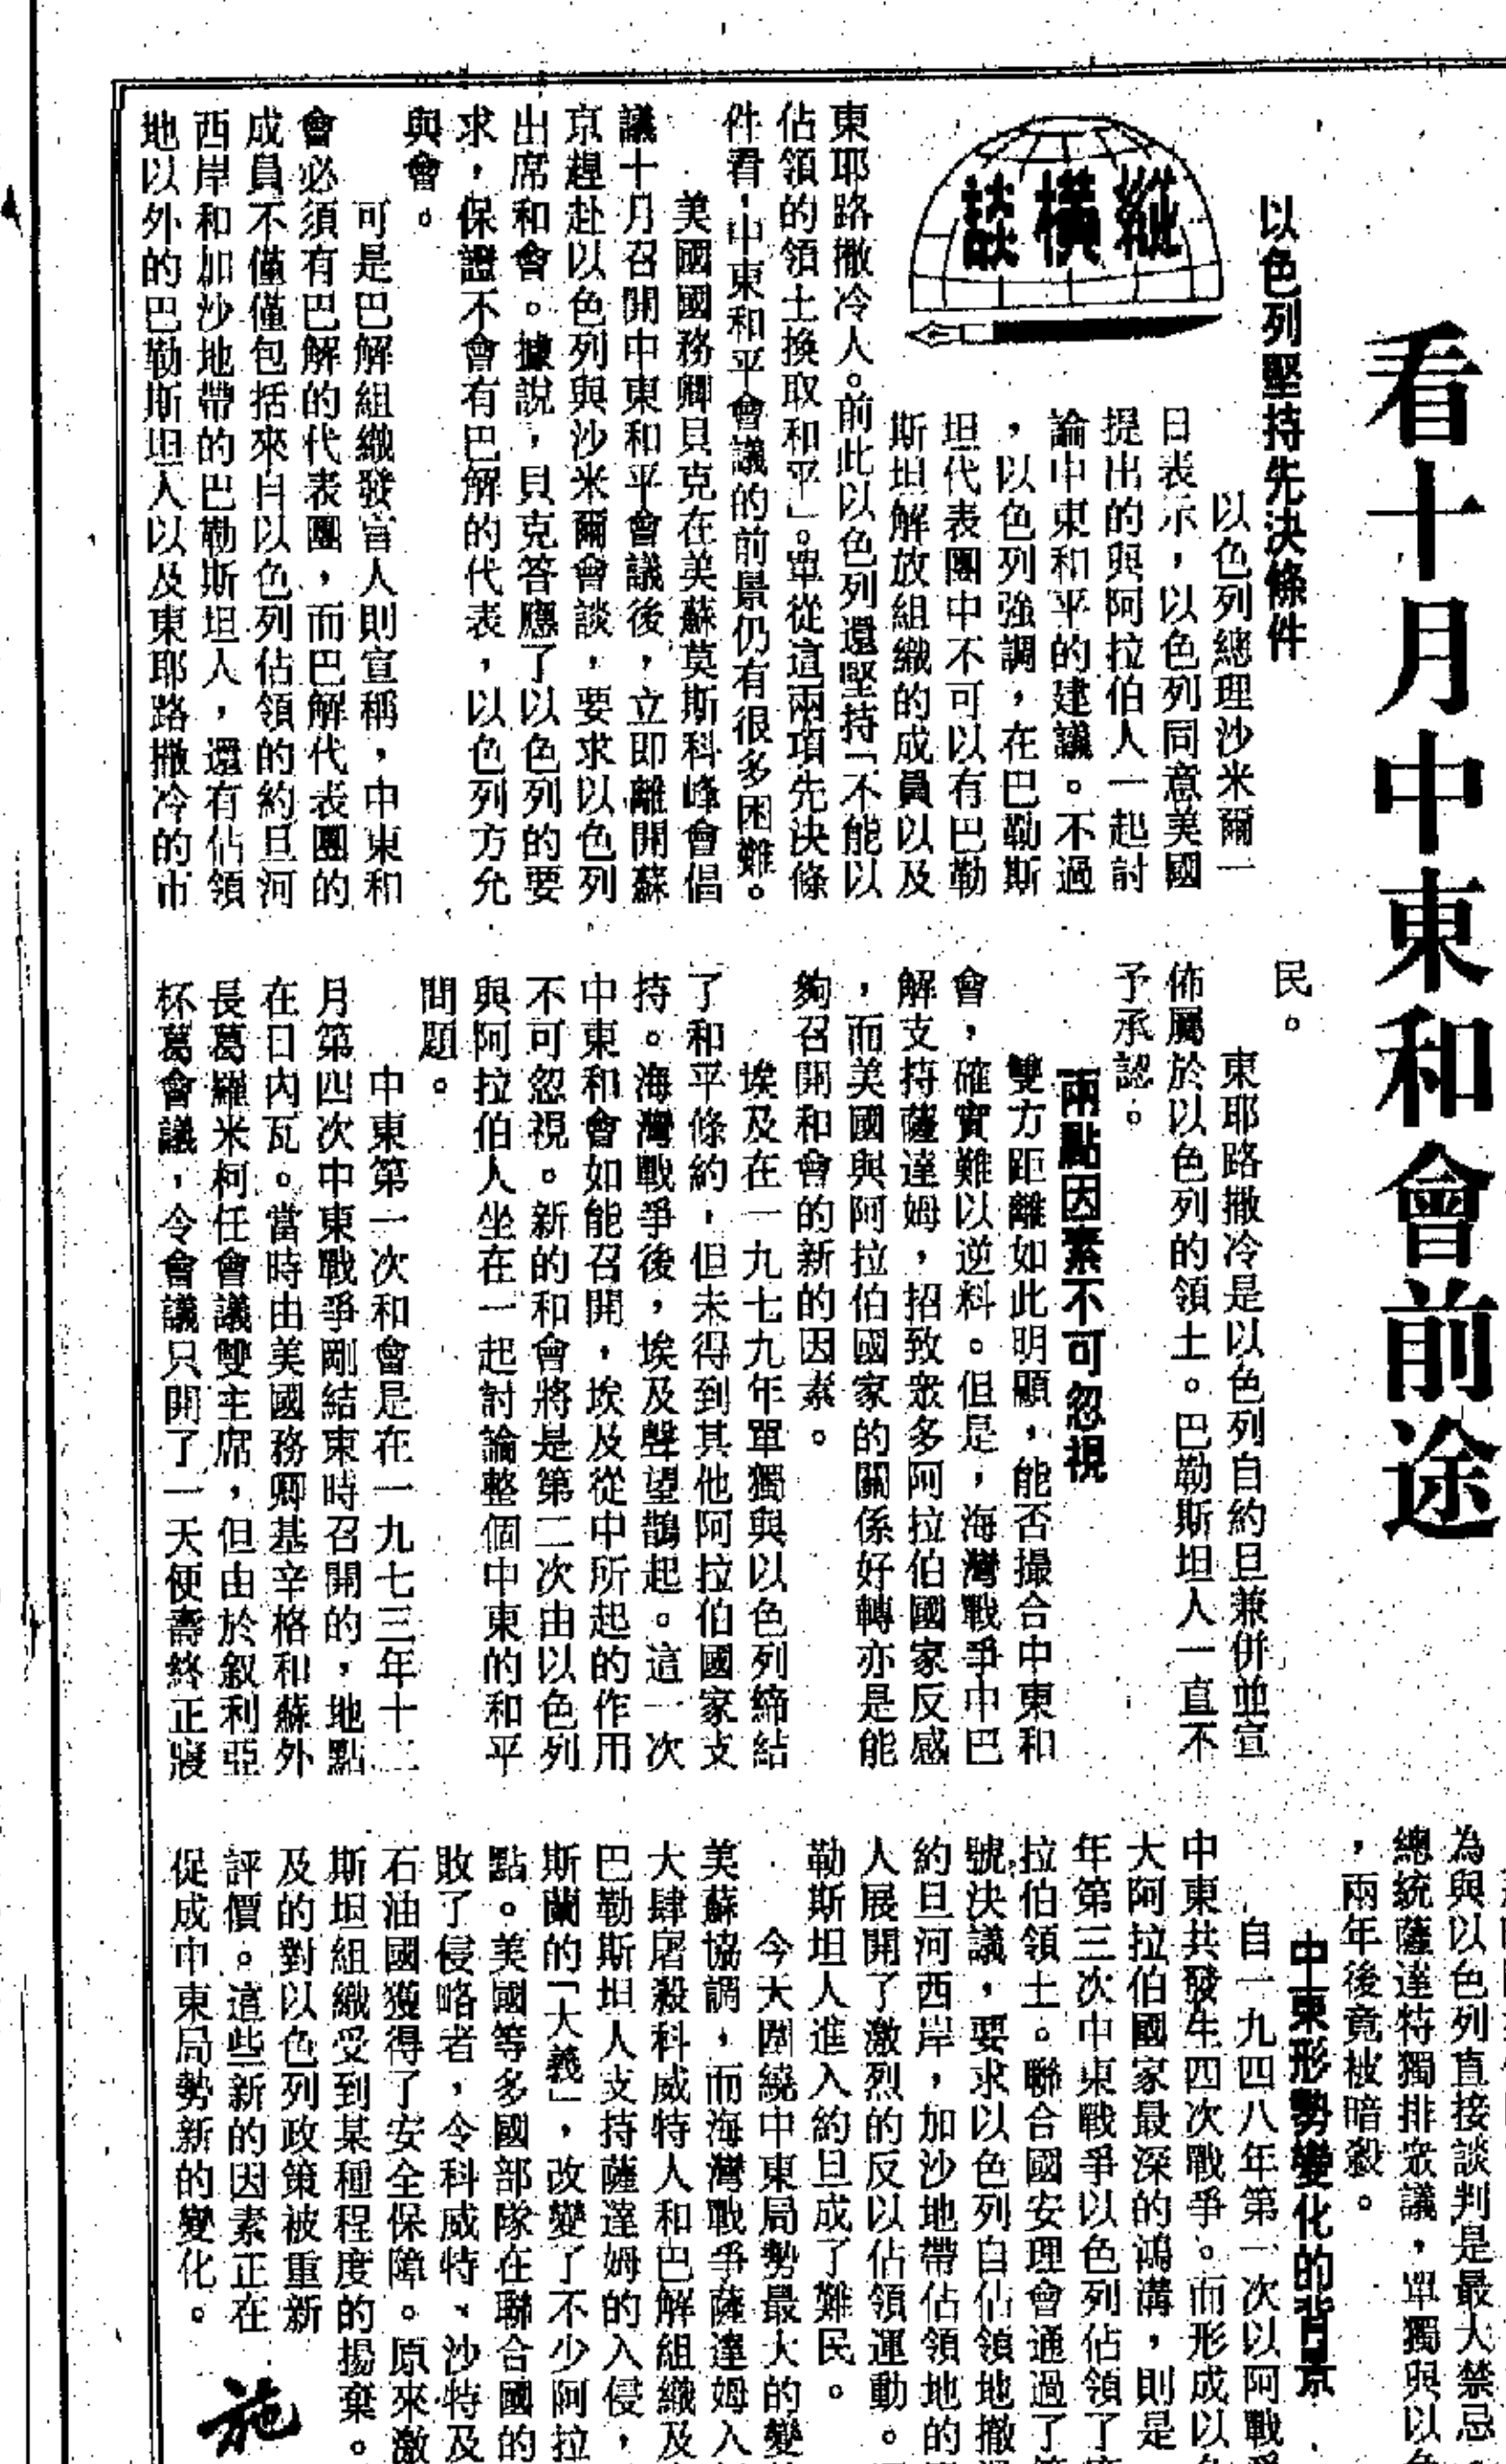 看十月中東和會前途
以色列堅持先決條件
縱橫談
以色列總理沙米爾一
日表示，以色列同意美國
提出的與阿拉伯人一起討
論中東和平的建議。不過
，以色列強調，在巴勒斯
坦代表團中不可以有巴勒
斯坦解放組織的成員以及
東耶路撒冷人。前此以色列還堅持「不能以
佔領的領土換取和平」。單從這兩項先決條
件看，中東和平會議的前景仍有很多困難。
美國國務卿貝克在美蘇莫斯科峰會倡
議十月召開中東和平會議後，立即離開蘇
京趕赴以色列與沙米爾會談，要求以色列
出席和會。據說，貝克答應了以色列的要
求，保證不會有巴解的代表，以色列方允
與會。
可是巴解組織發言人則宣稱，中東和
會必須有巴解的代表團，而巴解代表團的
成員不僅僅包括來自以色列佔領的約旦河
西岸和加沙地帶的巴勒斯坦人，還有佔領
地以外的巴勒斯坦人以及東耶路撒冷的市
民。
東耶路撒冷是以色列自約旦兼併並宣
佈屬於以色列的領土。巴勒斯坦人一直不
予承認。
兩點因素不可忽視
雙方距離如此明顯，能否撮合中東和
會，確實難以逆料。但是，海灣戰爭中巴
解支持薩達姆，招致眾多阿拉伯國家反感
，而美國與阿拉伯國家的關係好轉亦是能
夠召開和會的新的因素。
埃及在一九七九年單獨與以色列締結
了和平條約，但未得到其他阿拉伯國家支
持。海灣戰爭後，埃及聲望鵲起。這一次
中東和會如能召開，埃及從中所起的作用
不可忽視。新的和會將是第二次由以色列
與阿拉伯人坐在一起討論整個中東的和平
問題。
中東第一次和會是在一九七三年十二
月第四次中東戰爭剛結束時召開的，地點
在日內瓦。當時由美國務卿基辛格和蘇外
長葛羅米柯任會議雙主席，但由於敘利亞
杯葛會議，令會議只開了一天便壽終正寢
為與以色列直接談判是最大禁忌
總統薩達特獨排眾議，單獨與以
，兩年後竟被暗殺。
中東形勢變化的背景
自一九四八年第一次以阿戰爭
中東共發生四次戰爭。而形成以
大阿拉伯國家最深的鴻溝，則是
年第三次中東戰爭以色列佔領了
拉伯領土。聯合國安理會通過了
號決議，要求以色列自佔領地撤
約旦河西岸，加沙地帶佔領地的
人展開了激烈的反以佔領運動。
勒斯坦人進入約旦成了難民。
今天圍繞中東局勢最大的變
美蘇協調，而海灣戰爭薩達姆入
大肆屠殺科威特人和巴解組織及
巴勒斯坦人支持薩達姆的入侵，
斯蘭的「大義」，改變了不少阿拉
點。美國等多國部隊在聯合國的
敗了侵略者，令科威特、沙特及
石油國獲得了安全保障。原來激
斯坦組織受到某種程度的揚棄。
及的對以色列政策被重新
評價。這些新的因素正在
促成中東局勢新的變化。
施